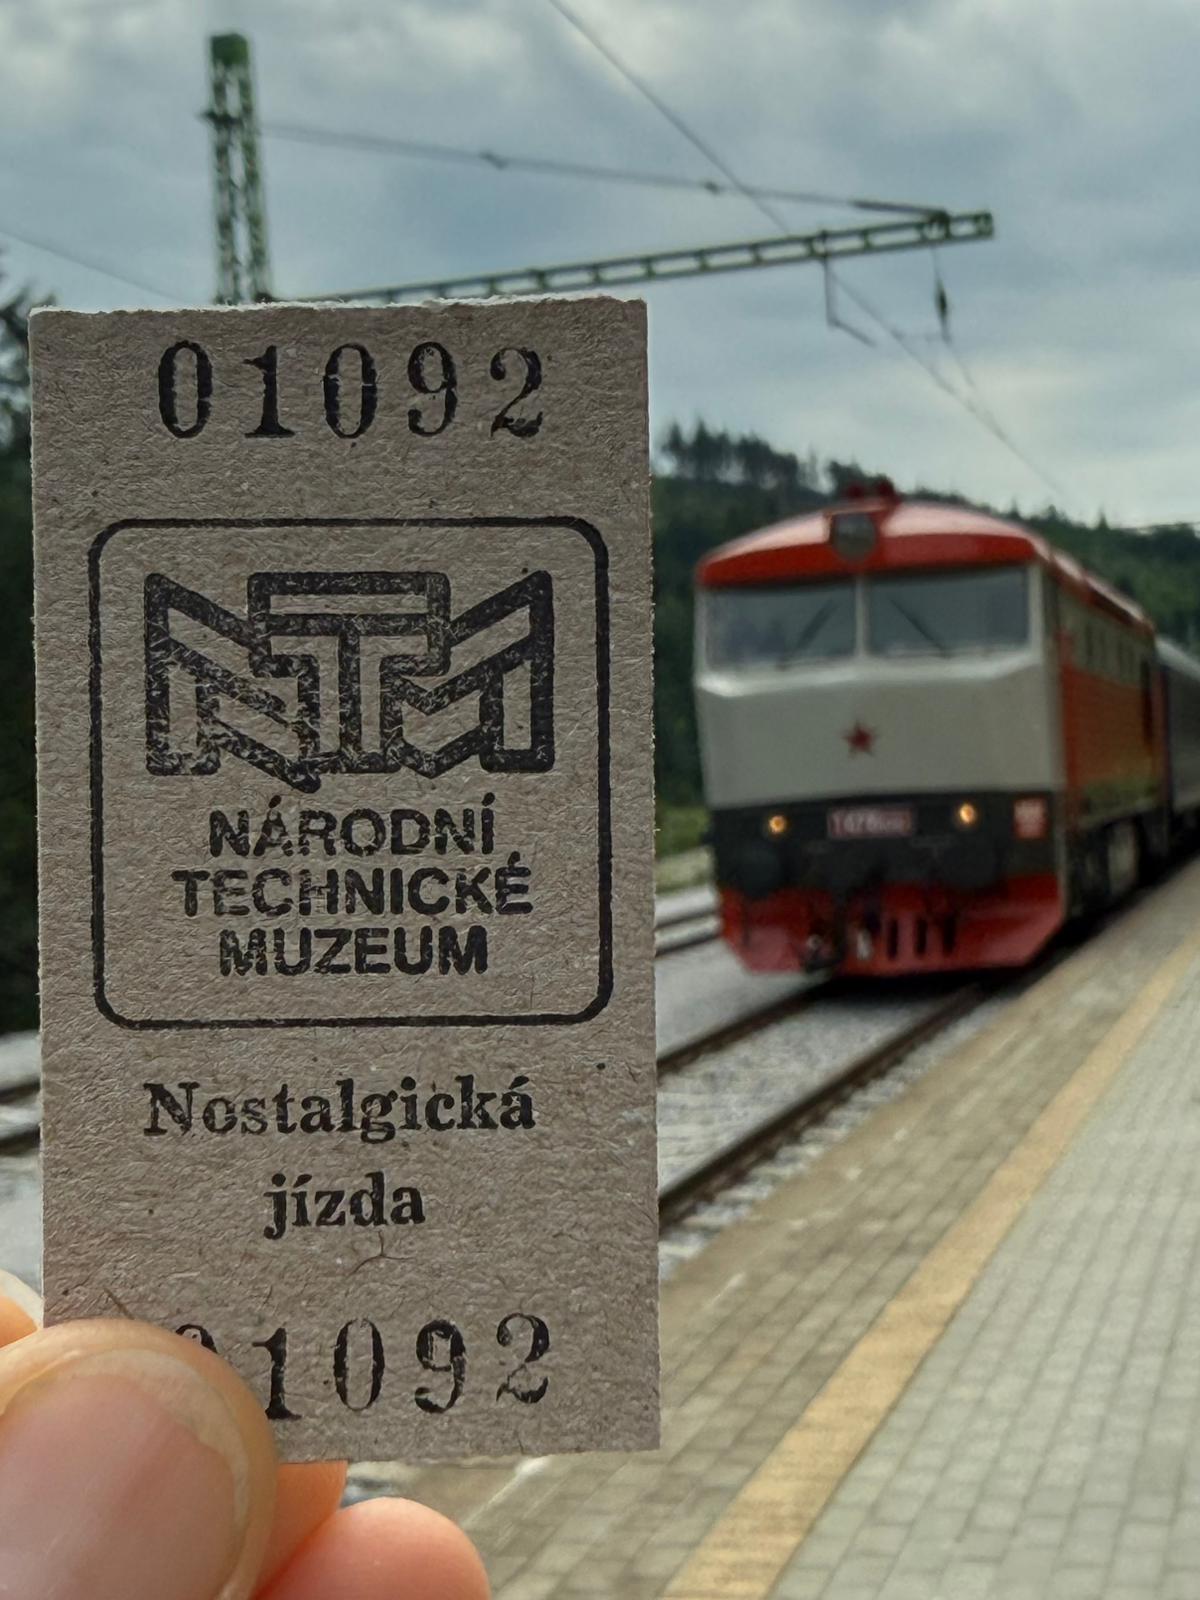 01092
NTM
NÁRODNÍ
TECHNICKÉ
MUZEUM
Nostalgická
jízda
01092